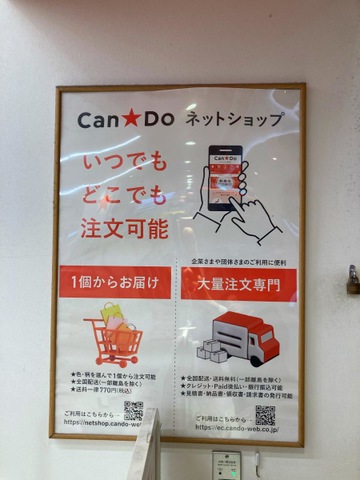 Can★Do ネットショップ
いつでも
どこでも
注文可能
Can★Do
1個からお届け
★色・柄を選んで1個から注文可能
★全国配送(一部離島を除く)
★送料一律770円(税込)
ご利用はこちらから…
https://netshop.cando-web
企業さまや団体さまのご利用に便利
大量注文専門
★全国配送・送料無料(一部離島を除く)
★クレジット・Paid後払い・銀行振込可能
★見積書・納品書・領収書・請求書の発行可能
ご利用はこちらから…
https://ec.cando-web.co.jp/